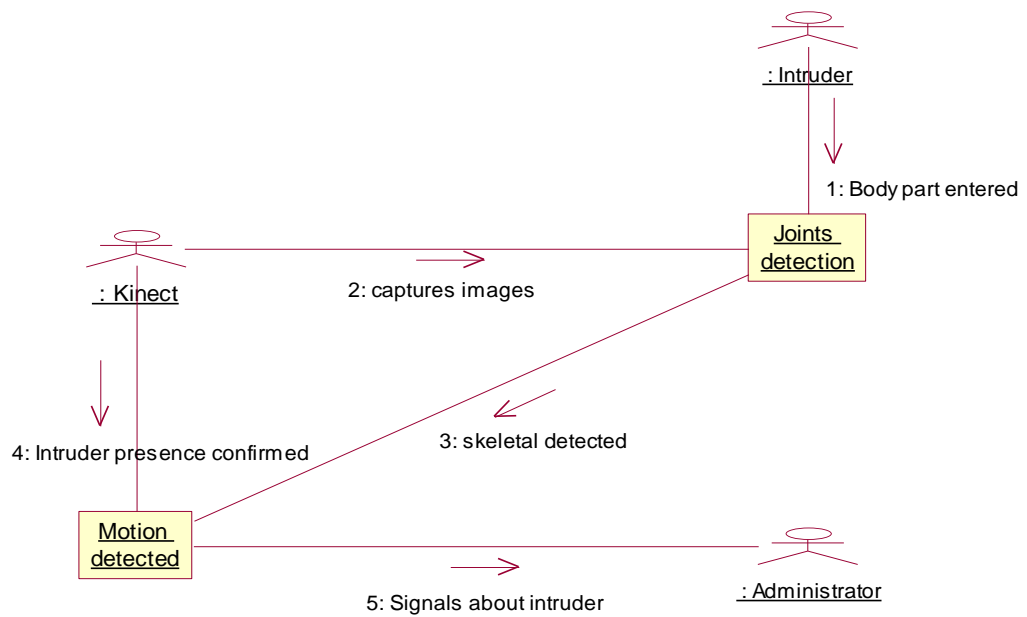 : Intruder
1: Body part entered
Joints
detection
: Kinect
2: captures images
3: skeletal detected
4: Intruder presence confirmed
Motion
detected
5: Signals about intruder
: Administrator